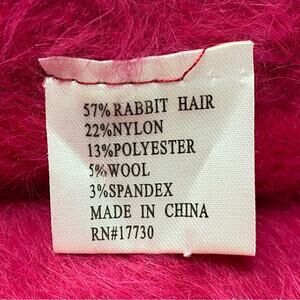 57% RABBIT HAIR
22%NYLON
13%POLYESTER
5%WOOL
3%SPANDEX
MADE IN CHINA
RN#17730